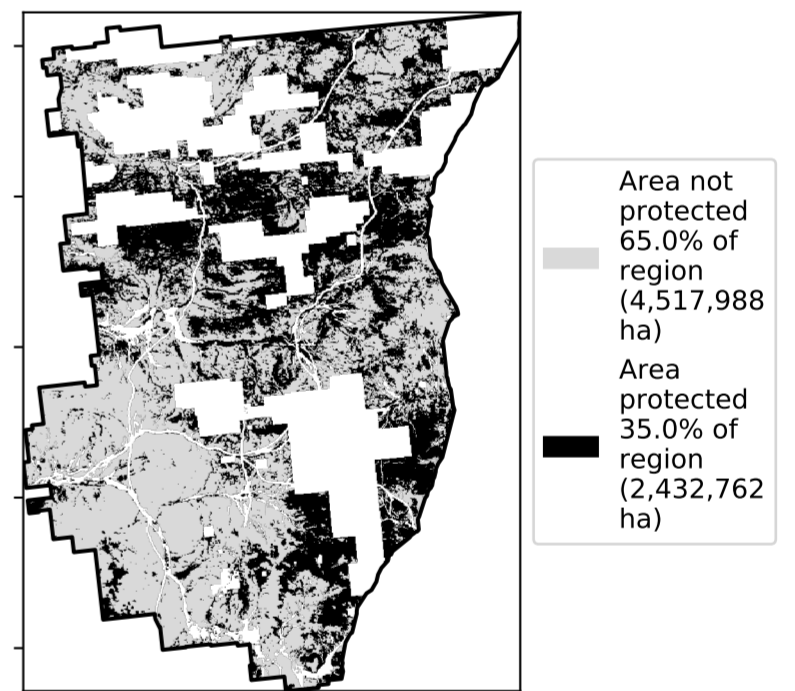 Area not
protected
65.0% of
region
(4,517,988
ha)
Area
protected
35.0% of
region
(2,432,762
ha)